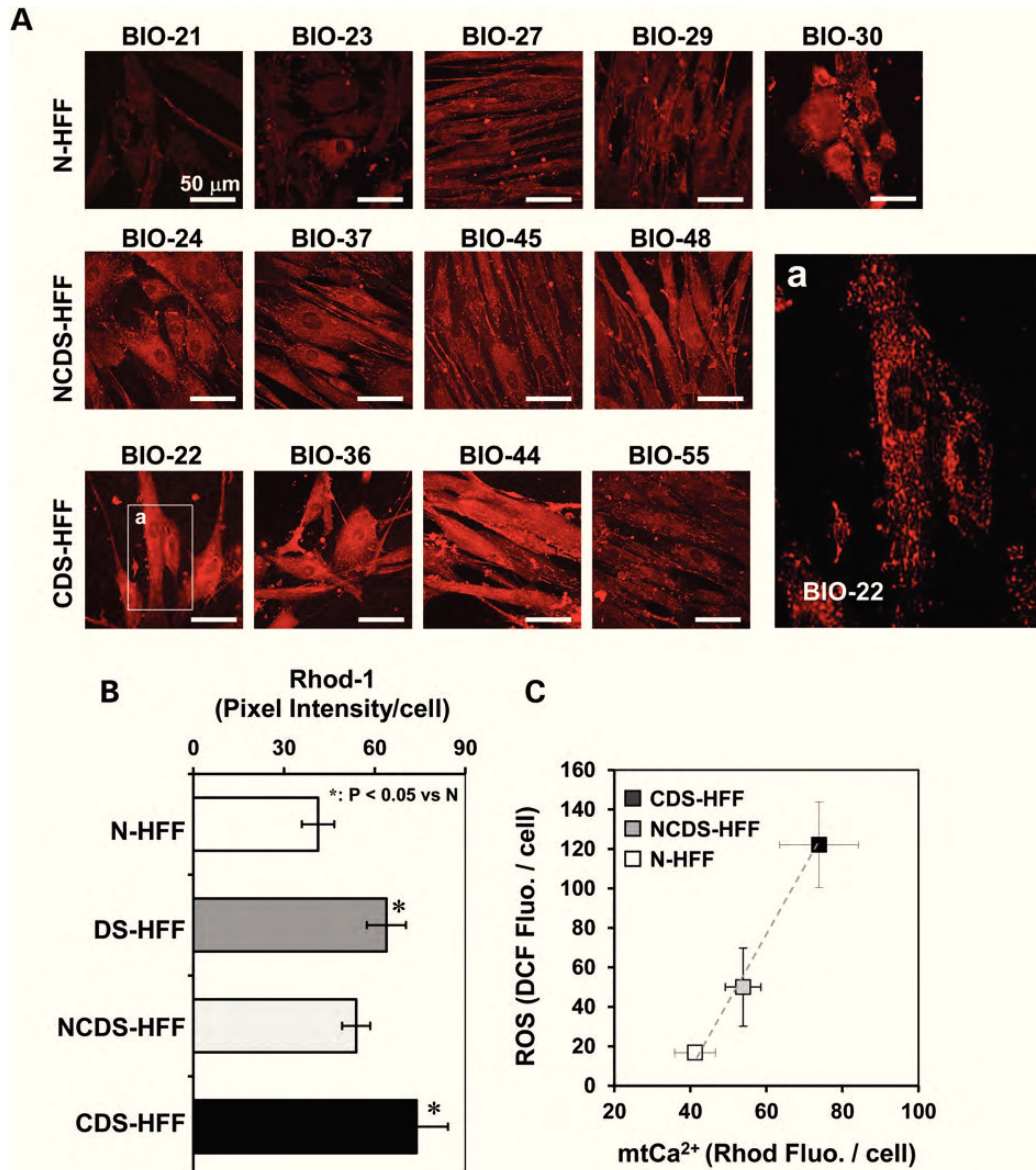 A
BIO-21 BIO-23 BIO-27 BIO-29 BIO-30
N-HFF
50 μm
BIO-24 BIO-37 BIO-45 BIO-48
NCDS-HFF
a
BIO-22
BIO-22 BIO-36 BIO-44 BIO-55
CDS-HFF
a
B
Rhod-1
(Pixel Intensity/cell)
0 30 60 90
*: P < 0.05 vs N
N-HFF
DS-HFF
*
NCDS-HFF
CDS-HFF
*
C
160
140
120
100
80
60
40
20
0
ROS (DCF Fluo. / cell)
CDS-HFF
NCDS-HFF
N-HFF
20 40 60 80 100
mtCa²⁺ (Rhod Fluo. / cell)